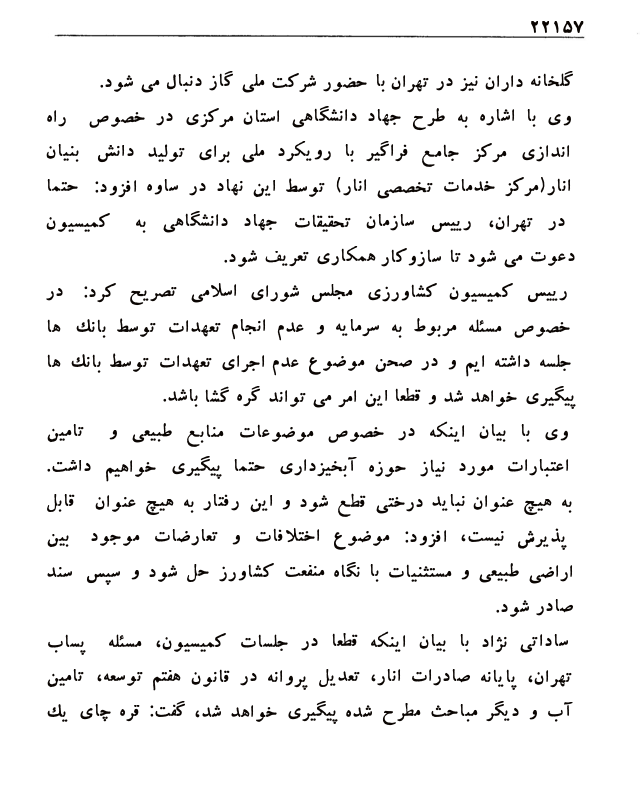 ۲۲۱۵۷
گلخانه داران نیز در تهران با حضور شرکت ملی گاز دنبال می شود.
وی با اشاره به طرح جهاد دانشگاهی استان مرکزی در خصوص راه
اندازی مرکز جامع فراگیر با رویکرد ملی برای تولید دانش بنیان
انار(مرکز خدمات تخصصی انار) توسط این نهاد در ساوه افزود: حتما
در تهران، رییس سازمان تحقیقات جهاد دانشگاهی به کمیسیون
دعوت می شود تا سازوکار همکاری تعریف شود.
رییس کمیسیون کشاورزی مجلس شورای اسلامی تصریح کرد: در
خصوص مسئله مربوط به سرمایه و عدم انجام تعهدات توسط بانك ها
جلسه داشته ایم و در صحن موضوع عدم اجرای تعهدات توسط بانك ها
پیگیری خواهد شد و قطعا این امر می تواند گره گشا باشد.
وی با بیان اینکه در خصوص موضوعات منابع طبیعی و تامین
اعتبارات مورد نیاز حوزه آبخیزداری حتما پیگیری خواهیم داشت.
به هیچ عنوان نباید درختی قطع شود و این رفتار به هیچ عنوان قابل
پذیرش نیست، افزود: موضوع اختلافات و تعارضات موجود بین
اراضی طبیعی و مستثنیات با نگاه منفعت کشاورز حل شود و سپس سند
صادر شود.
ساداتی نژاد با بیان اینکه قطعا در جلسات کمیسیون، مسئله پساب
تهران، پایانه صادرات انار، تعدیل پروانه در قانون هفتم توسعه، تامین
آب و دیگر مباحث مطرح شده پیگیری خواهد شد، گفت: قره چای یك